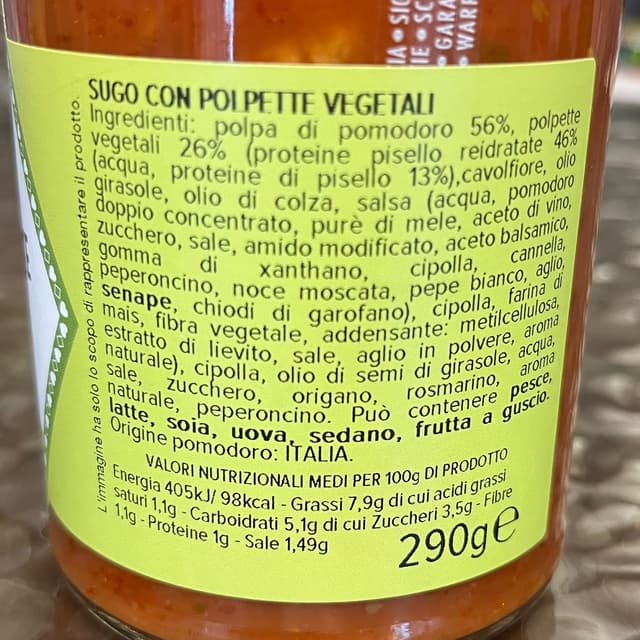 SUGO CON POLPETTE VEGETALI
Ingredienti: polpa di pomodoro 56%, polpette
vegetali 26% (proteine pisello reidratate 46%
(acqua, proteine di pisello 13%),cavolfiore, olio
girasole, olio di colza, salsa (acqua, pomodoro
doppio concentrato, purè di mele, aceto di vino,
zucchero, sale, amido modificato, aceto balsamico,
gomma di xanthano, cipolla, cannella,
peperoncino, noce moscata, pepe bianco, aglio,
senape, chiodi di garofano), cipolla, farina di
mais, fibra vegetale, addensante: metilcellulosa,
estratto di lievito, sale, aglio in polvere, aroma
naturale), cipolla, olio di semi di girasole, acqua,
sale, zucchero, origano, rosmarino, aroma
naturale, peperoncino. Può contenere pesce,
latte, soia, uova, sedano, frutta a guscio.
Origine pomodoro: ITALIA.
VALORI NUTRIZIONALI MEDI PER 100g DI PRODOTTO
Energia 405kJ/ 98kcal - Grassi 7,9g di cui acidi grassi
saturi 1,1g - Carboidrati 5,1g di cui Zuccheri 3,5g - Fibre
1,1g - Proteine 1g - Sale 1,49g
290g e
L'immagine ha solo lo scopo di rappresentare il prodotto.